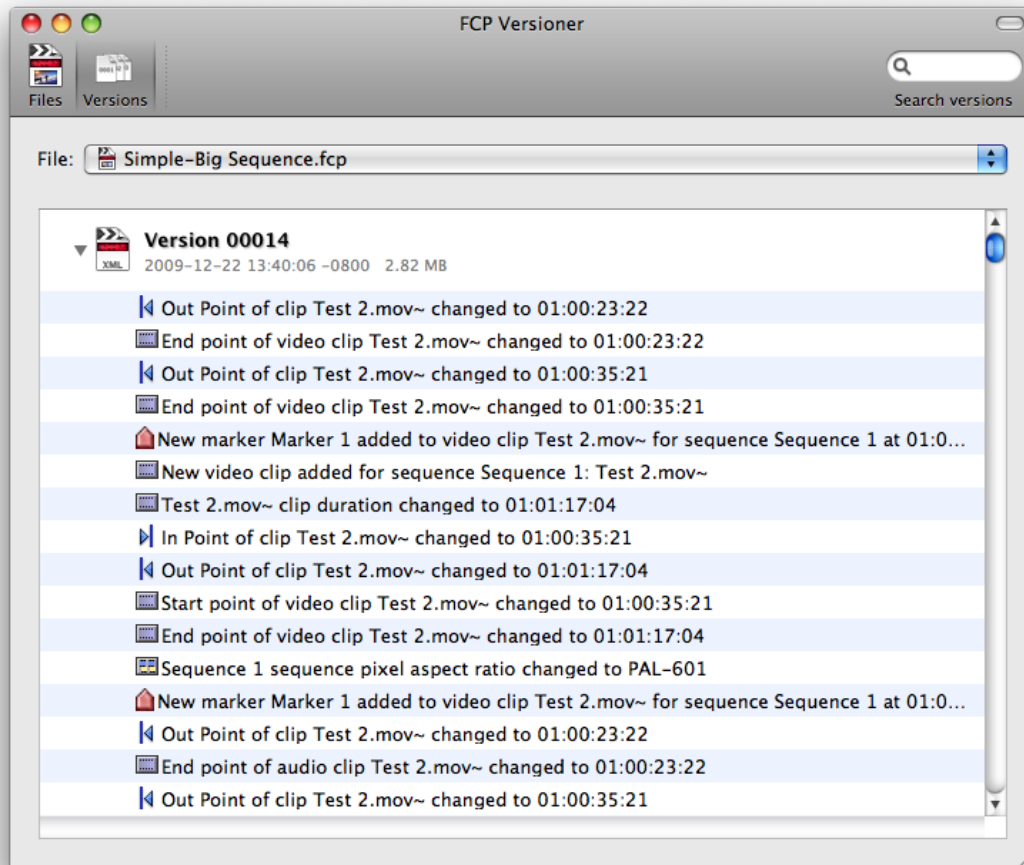 FCP Versioner
Files
Versions
Search versions
File: Simple-Big Sequence.fcp
Version 00014
XML
2009-12-22 13:40:06 -0800 2.82 MB
Out Point of clip Test 2.mov~ changed to 01:00:23:22
End point of video clip Test 2.mov~ changed to 01:00:23:22
Out Point of clip Test 2.mov~ changed to 01:00:35:21
End point of video clip Test 2.mov~ changed to 01:00:35:21
New marker Marker 1 added to video clip Test 2.mov~ for sequence Sequence 1 at 01:0...
New video clip added for sequence Sequence 1: Test 2.mov~
Test 2.mov~ clip duration changed to 01:01:17:04
In Point of clip Test 2.mov~ changed to 01:00:35:21
Out Point of clip Test 2.mov~ changed to 01:01:17:04
Start point of video clip Test 2.mov~ changed to 01:00:35:21
End point of video clip Test 2.mov~ changed to 01:01:17:04
Sequence 1 sequence pixel aspect ratio changed to PAL-601
New marker Marker 1 added to video clip Test 2.mov~ for sequence Sequence 1 at 01:0...
Out Point of clip Test 2.mov~ changed to 01:00:23:22
End point of audio clip Test 2.mov~ changed to 01:00:23:22
Out Point of clip Test 2.mov~ changed to 01:00:35:21